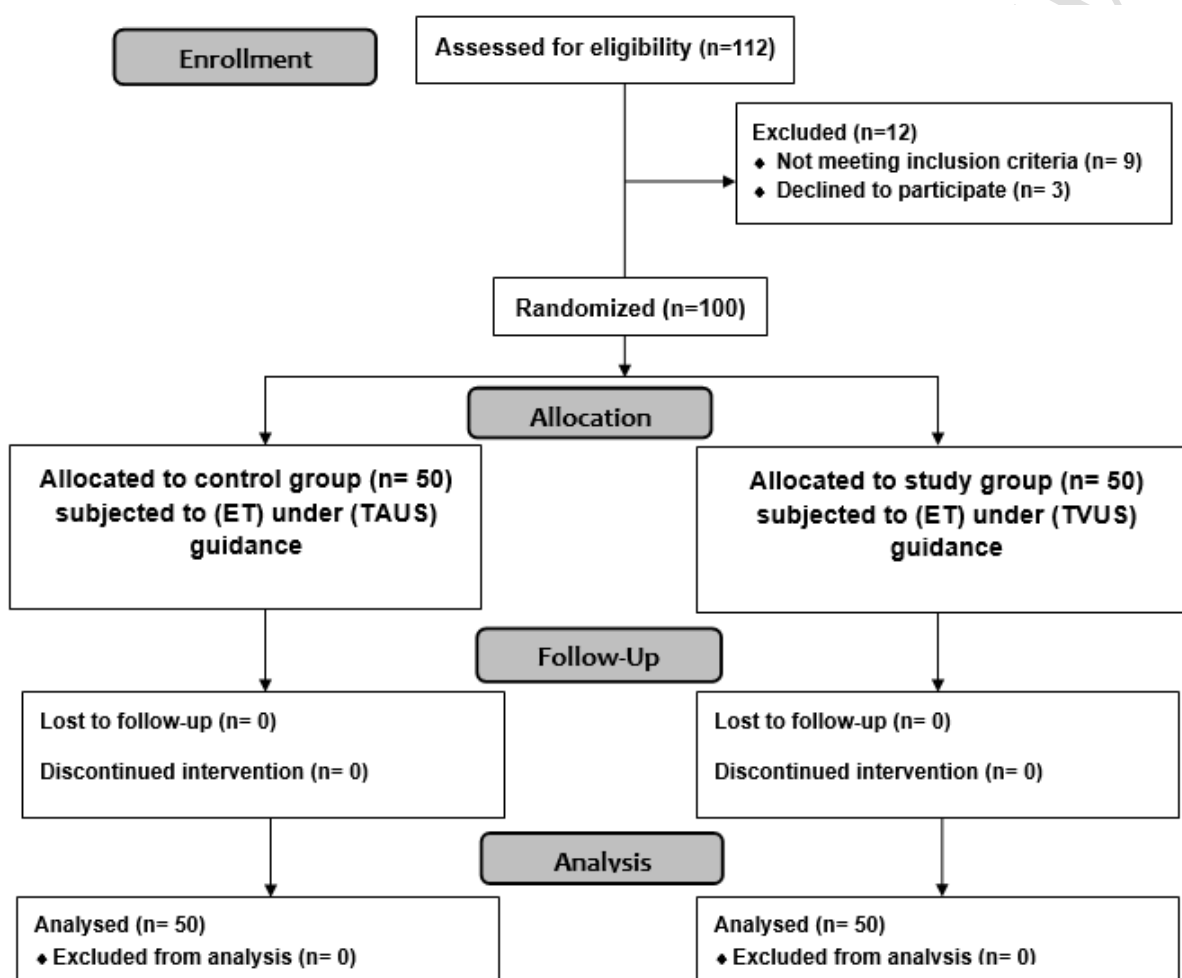 Enrollment
Assessed for eligibility (n=112)
Excluded (n=12)
♦ Not meeting inclusion criteria (n= 9)
♦ Declined to participate (n= 3)
Randomized (n=100)
Allocation
Allocated to control group (n= 50)
subjected to (ET) under (TAUS)
guidance
Allocated to study group (n= 50)
subjected to (ET) under (TVUS)
guidance
Follow-Up
Lost to follow-up (n= 0)
Discontinued intervention (n= 0)
Lost to follow-up (n= 0)
Discontinued intervention (n= 0)
Analysis
Analysed (n= 50)
♦ Excluded from analysis (n= 0)
Analysed (n= 50)
♦ Excluded from analysis (n= 0)